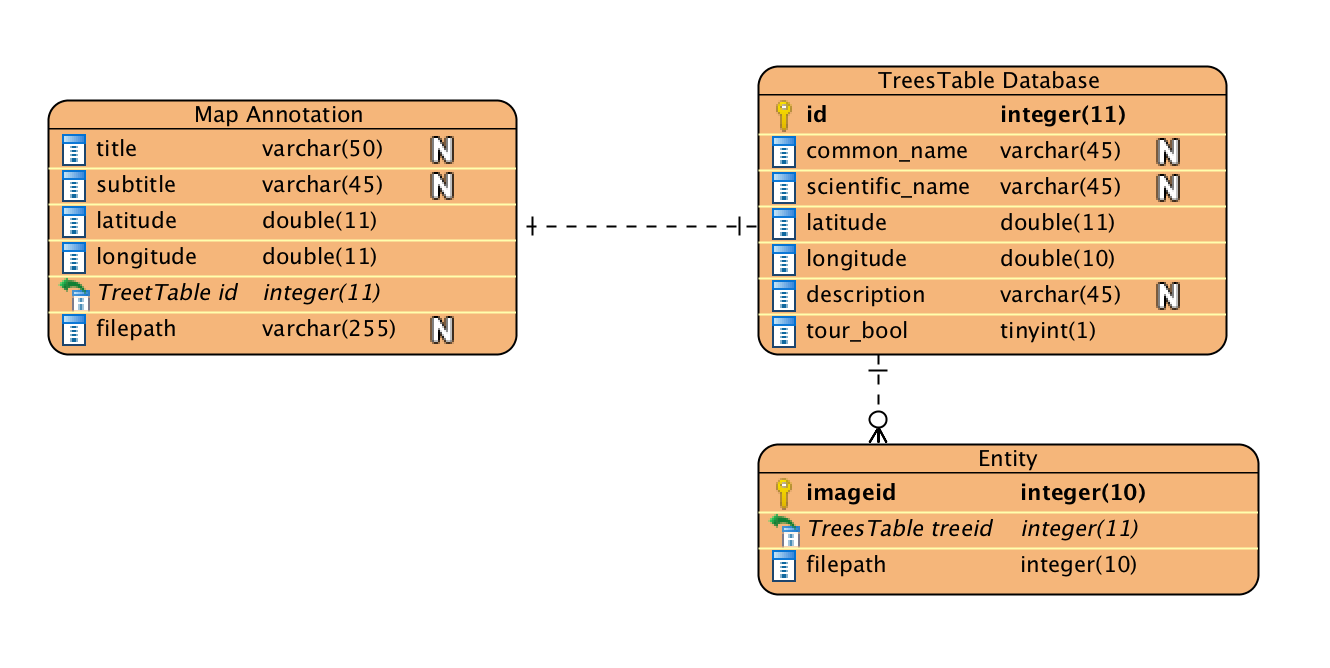 Map Annotation
title varchar(50) N
subtitle varchar(45) N
latitude double(11)
longitude double(11)
TreetTable id integer(11)
filepath varchar(255) N
TreesTable Database
id integer(11)
common_name varchar(45) N
scientific_name varchar(45) N
latitude double(11)
longitude double(10)
description varchar(45) N
tour_bool tinyint(1)
Entity
imageid integer(10)
TreesTable treeid integer(11)
filepath integer(10)